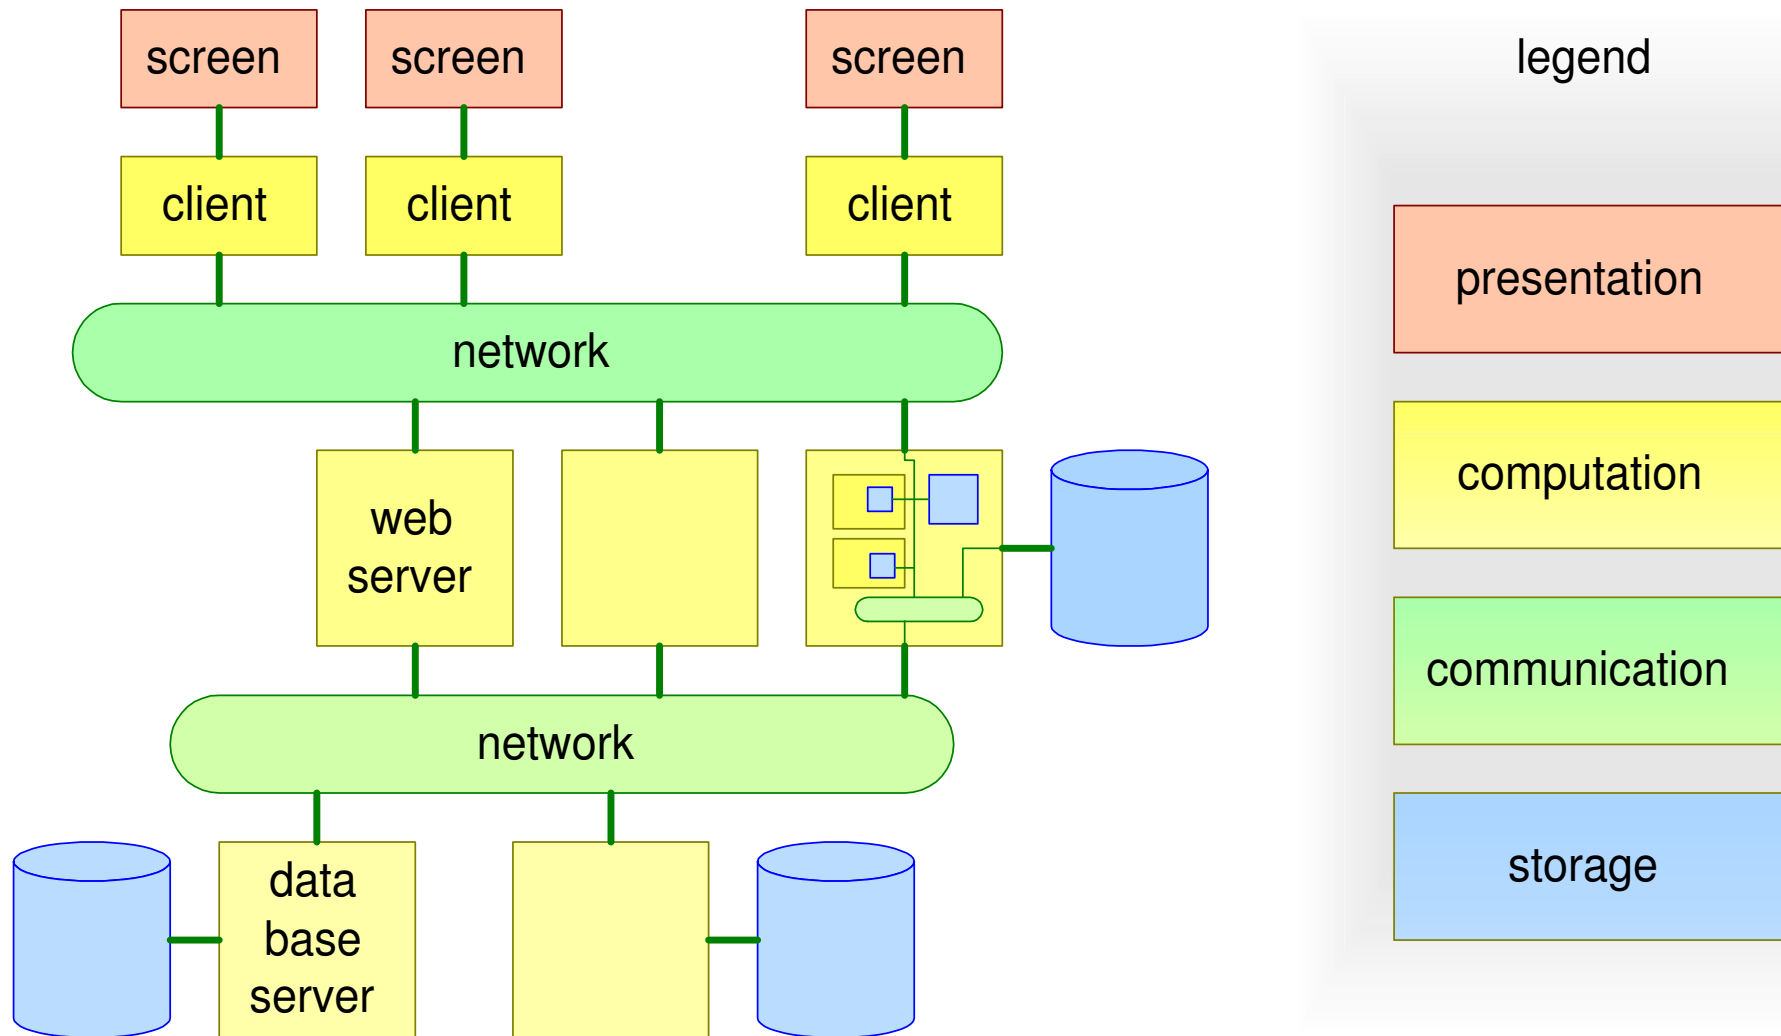 screen
screen
screen
legend
client
client
client
presentation
network
computation
web
server
communication
network
storage
data
base
server